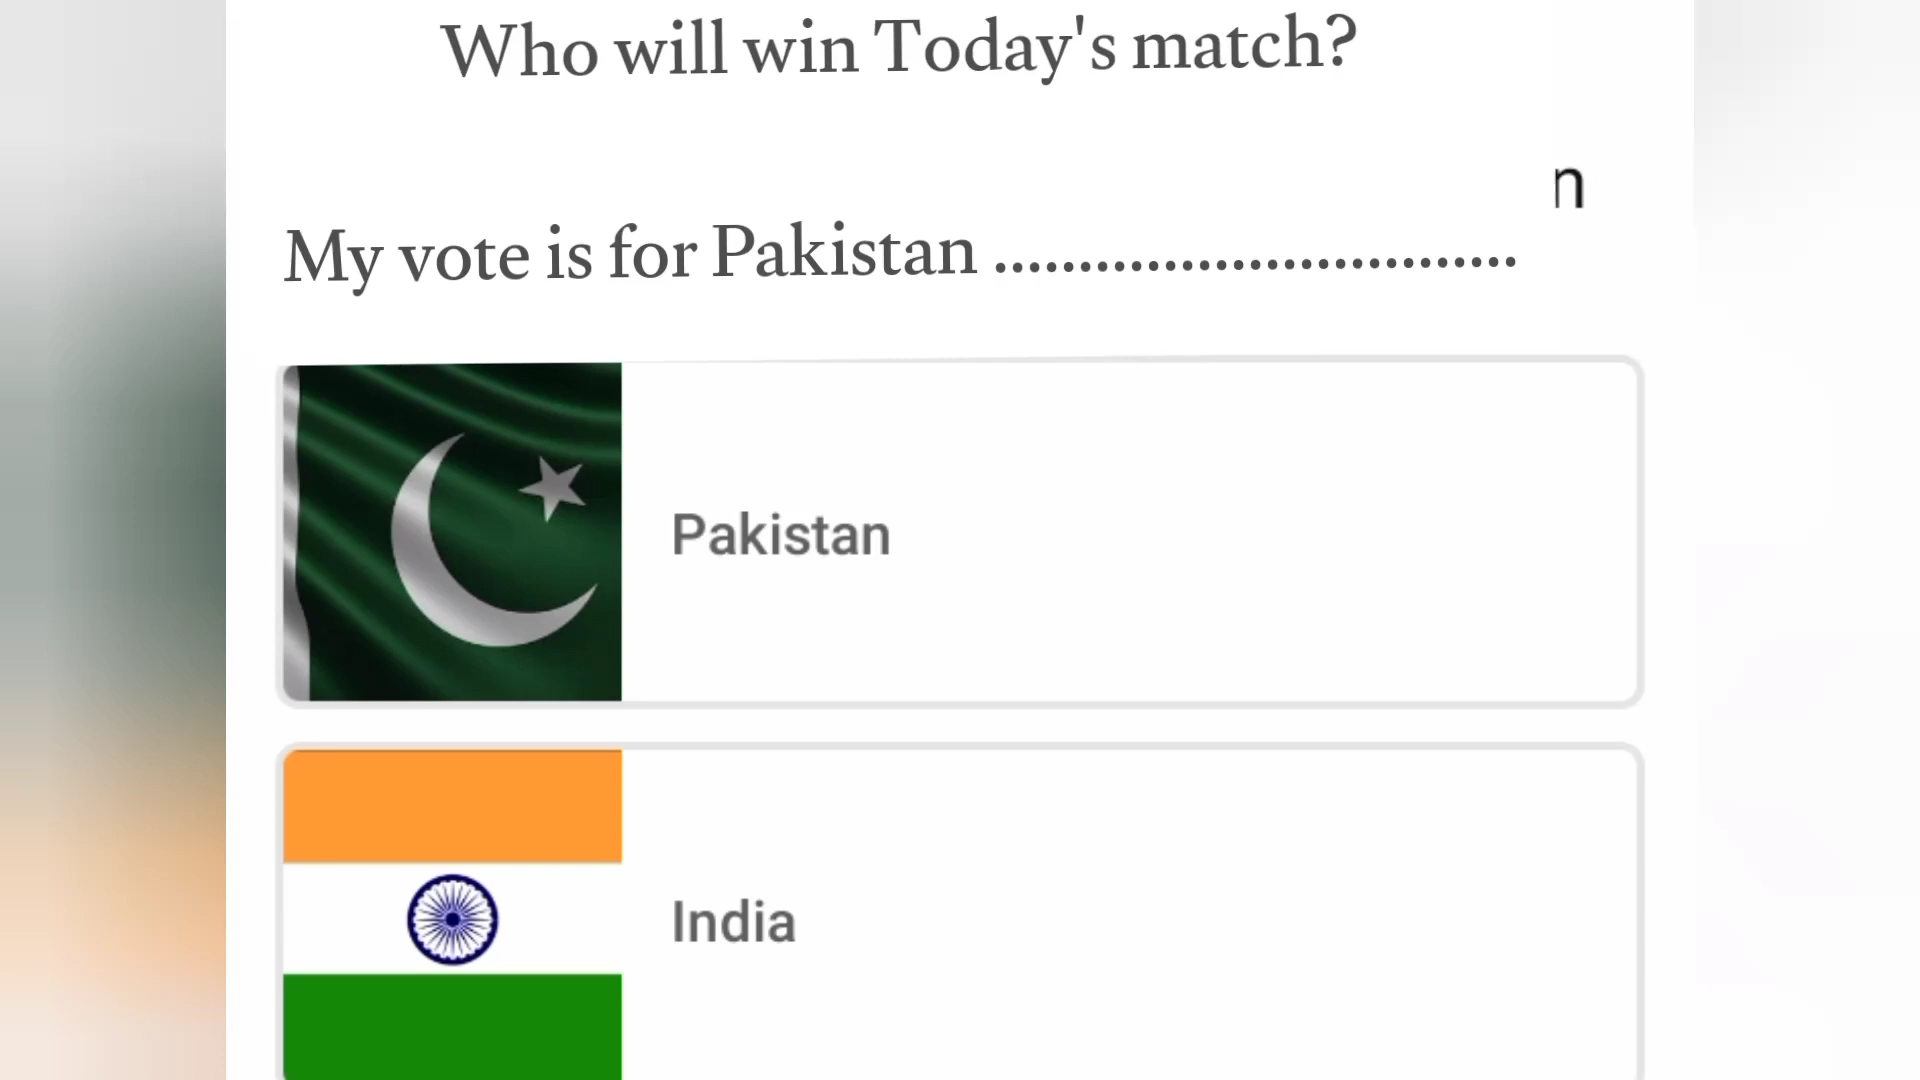 Who will win Today's match?
n
My vote is for Pakistan ...............................
Pakistan
India